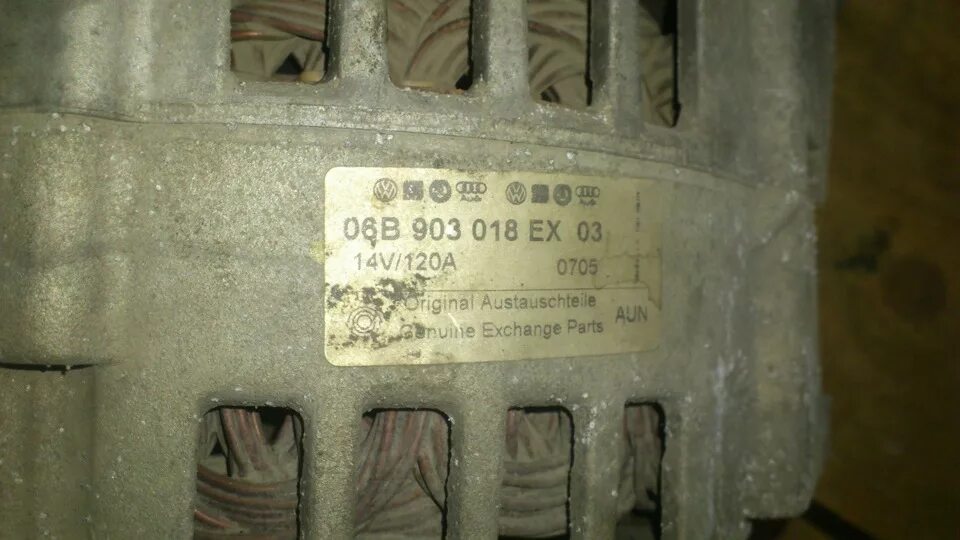 06B 903 018 EX 03
14V/120A 0705
Original Austauschteile
Genuine Exchange Parts AUN